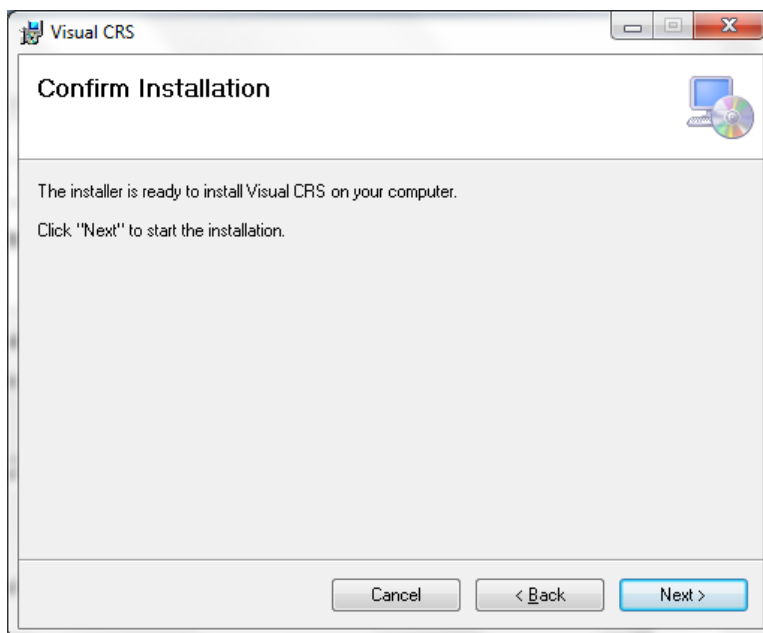 Visual CRS
Confirm Installation
The installer is ready to install Visual CRS on your computer.
Click "Next" to start the installation.
Cancel
< Back
Next >